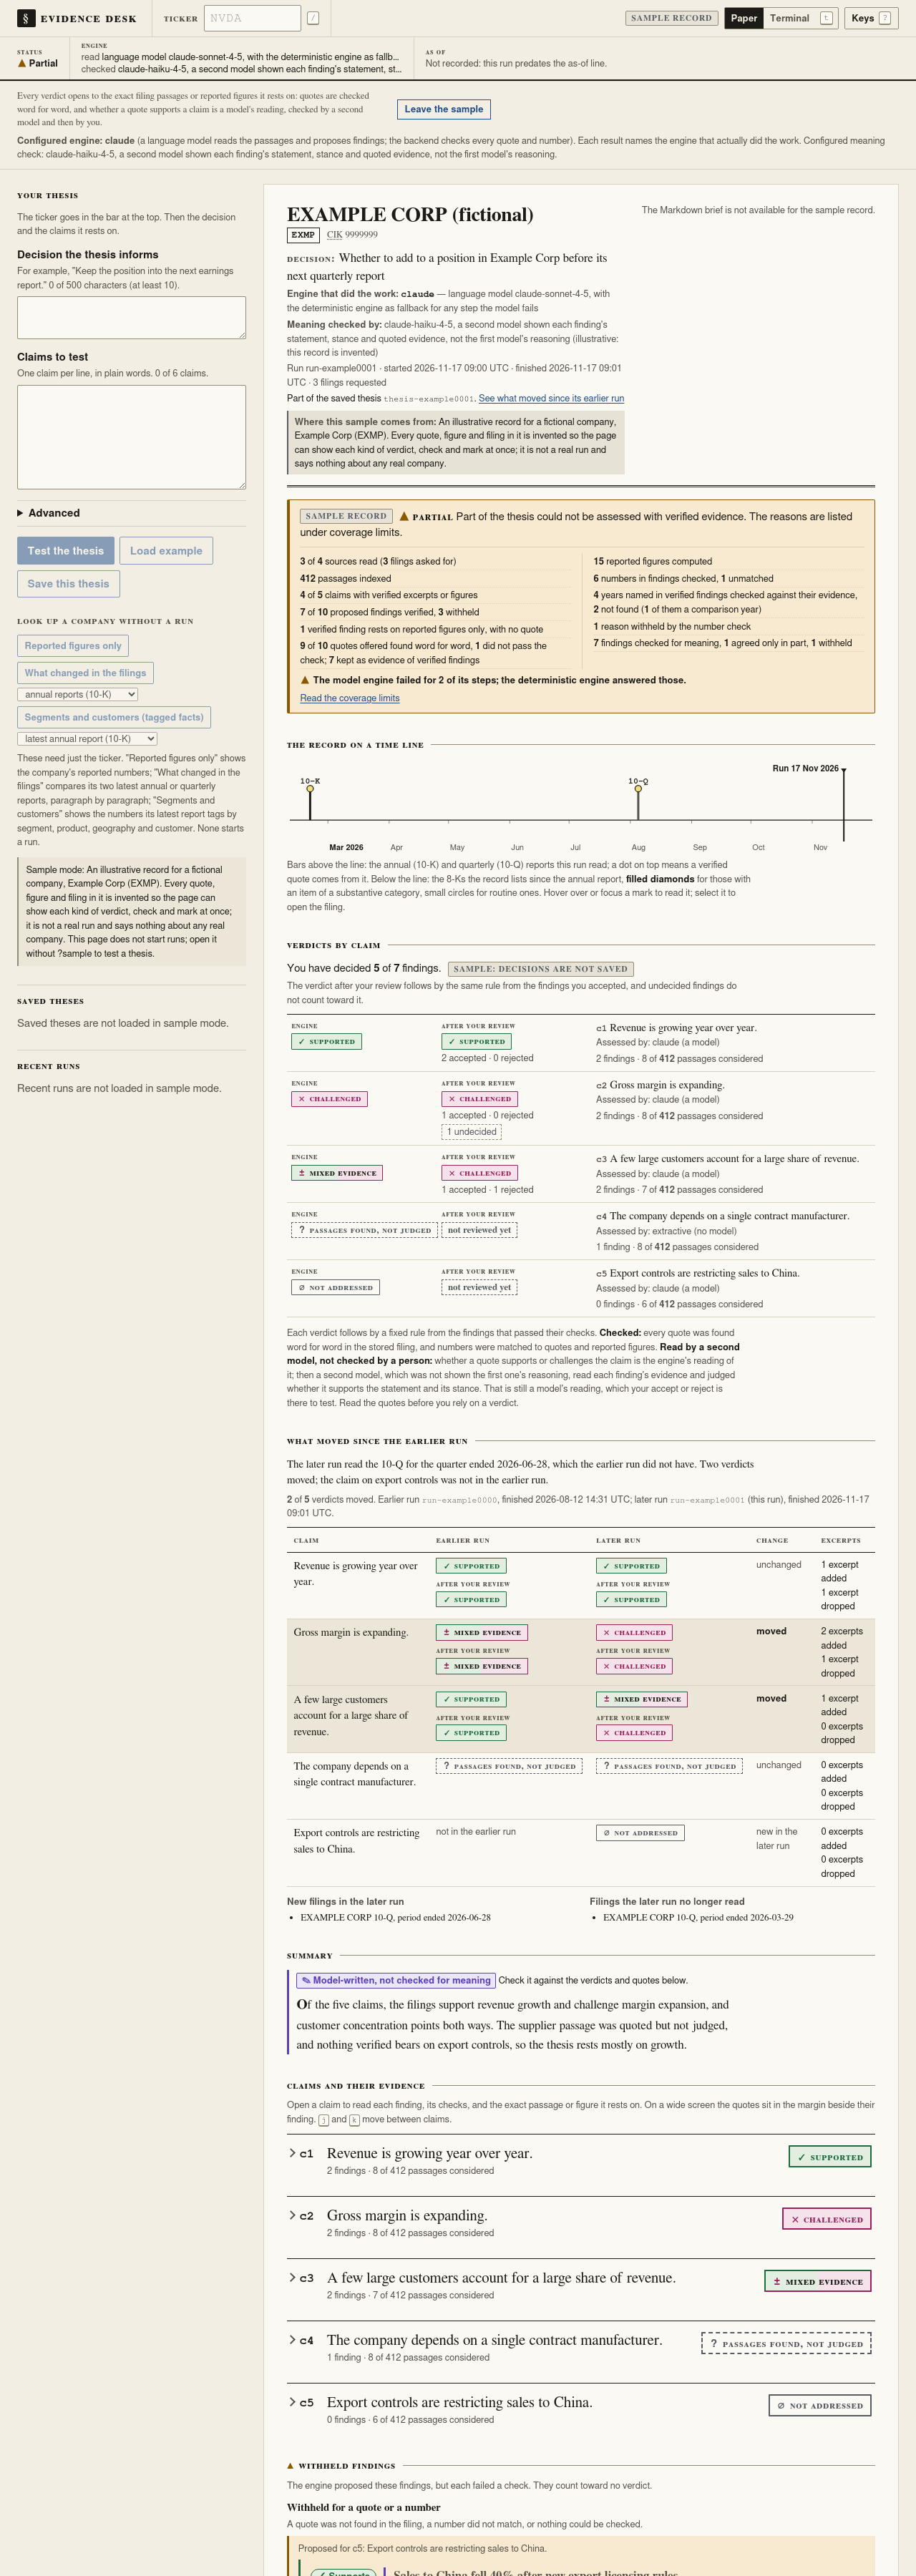 § EVIDENCE DESK
TICKER NVDA /
SAMPLE RECORD Paper Terminal t Keys ?
STATUS
Partial
ENGINE
read language model claude-sonnet-4-5, with the deterministic engine as fallb…
checked claude-haiku-4-5, a second model shown each finding's statement, st…
AS OF
Not recorded: this run predates the as-of line.
Every verdict opens to the exact filing passages or reported figures it rests on: quotes are checked
word for word, and whether a quote supports a claim is a model's reading, checked by a second
model and then by you.
Leave the sample
Configured engine: claude (a language model reads the passages and proposes findings; the backend checks every quote and number). Each result names the engine that actually did the work. Configured meaning
check: claude-haiku-4-5, a second model shown each finding's statement, stance and quoted evidence, not the first model's reasoning.
YOUR THESIS
The ticker goes in the bar at the top. Then the decision
and the claims it rests on.
Decision the thesis informs
For example, "Keep the position into the next earnings
report." 0 of 500 characters (at least 10).
Claims to test
One claim per line, in plain words. 0 of 6 claims.
Advanced
Test the thesis Load example
Save this thesis
LOOK UP A COMPANY WITHOUT A RUN
Reported figures only
What changed in the filings
annual reports (10-K)
Segments and customers (tagged facts)
latest annual report (10-K)
These need just the ticker. "Reported figures only" shows
the company's reported numbers; "What changed in the
filings" compares its two latest annual or quarterly
reports, paragraph by paragraph; "Segments and
customers" shows the numbers its latest report tags by
segment, product, geography and customer. None starts
a run.
Sample mode: An illustrative record for a fictional
company, Example Corp (EXMP). Every quote,
figure and filing in it is invented so the page can
show each kind of verdict, check and mark at once;
it is not a real run and says nothing about any real
company. This page does not start runs; open it
without ?sample to test a thesis.
SAVED THESES
Saved theses are not loaded in sample mode.
RECENT RUNS
Recent runs are not loaded in sample mode.
EXAMPLE CORP (fictional)
The Markdown brief is not available for the sample record.
EXMP CIK 9999999
DECISION: Whether to add to a position in Example Corp before its
next quarterly report
Engine that did the work: claude — language model claude-sonnet-4-5, with
the deterministic engine as fallback for any step the model fails
Meaning checked by: claude-haiku-4-5, a second model shown each finding's
statement, stance and quoted evidence, not the first model's reasoning (illustrative:
this record is invented)
Run run-example0001 · started 2026-11-17 09:00 UTC · finished 2026-11-17 09:01
UTC · 3 filings requested
Part of the saved thesis thesis-example0001. See what moved since its earlier run
Where this sample comes from: An illustrative record for a fictional company,
Example Corp (EXMP). Every quote, figure and filing in it is invented so the page
can show each kind of verdict, check and mark at once; it is not a real run and
says nothing about any real company.
SAMPLE RECORD PARTIAL Part of the thesis could not be assessed with verified evidence. The reasons are listed
under coverage limits.
3 of 4 sources read (3 filings asked for)
412 passages indexed
4 of 5 claims with verified excerpts or figures
7 of 10 proposed findings verified, 3 withheld
1 verified finding rests on reported figures only, with no quote
9 of 10 quotes offered found word for word, 1 did not pass the
check; 7 kept as evidence of verified findings
15 reported figures computed
6 numbers in findings checked, 1 unmatched
4 years named in verified findings checked against their evidence,
2 not found (1 of them a comparison year)
1 reason withheld by the number check
7 findings checked for meaning, 1 agreed only in part, 1 withheld
The model engine failed for 2 of its steps; the deterministic engine answered those.
Read the coverage limits
THE RECORD ON A TIME LINE
Run 17 Nov 2026
10-K 10-Q
Mar 2026 Apr May Jun Jul Aug Sep Oct Nov
Bars above the line: the annual (10-K) and quarterly (10-Q) reports this run read; a dot on top means a verified
quote comes from it. Below the line: the 8-Ks the record lists since the annual report, filled diamonds for those with
an item of a substantive category, small circles for routine ones. Hover over or focus a mark to read it; select it to
open the filing.
VERDICTS BY CLAIM
You have decided 5 of 7 findings. SAMPLE: DECISIONS ARE NOT SAVED
The verdict after your review follows by the same rule from the findings you accepted, and undecided findings do
not count toward it.
ENGINE AFTER YOUR REVIEW
✓ SUPPORTED ✓ SUPPORTED
2 accepted · 0 rejected
c1 Revenue is growing year over year.
Assessed by: claude (a model)
2 findings · 8 of 412 passages considered
ENGINE AFTER YOUR REVIEW
× CHALLENGED × CHALLENGED
1 accepted · 0 rejected
1 undecided
c2 Gross margin is expanding.
Assessed by: claude (a model)
2 findings · 8 of 412 passages considered
ENGINE AFTER YOUR REVIEW
± MIXED EVIDENCE × CHALLENGED
1 accepted · 1 rejected
c3 A few large customers account for a large share of revenue.
Assessed by: claude (a model)
2 findings · 7 of 412 passages considered
ENGINE AFTER YOUR REVIEW
? PASSAGES FOUND, NOT JUDGED not reviewed yet
c4 The company depends on a single contract manufacturer.
Assessed by: extractive (no model)
1 finding · 8 of 412 passages considered
ENGINE AFTER YOUR REVIEW
∅ NOT ADDRESSED not reviewed yet
c5 Export controls are restricting sales to China.
Assessed by: claude (a model)
0 findings · 6 of 412 passages considered
Each verdict follows by a fixed rule from the findings that passed their checks. Checked: every quote was found
word for word in the stored filing, and numbers were matched to quotes and reported figures. Read by a second
model, not checked by a person: whether a quote supports or challenges the claim is the engine's reading of
it; then a second model, which was not shown the first one's reasoning, read each finding's evidence and judged
whether it supports the statement and its stance. That is still a model's reading, which your accept or reject is
there to test. Read the quotes before you rely on a verdict.
WHAT MOVED SINCE THE EARLIER RUN
The later run read the 10-Q for the quarter ended 2026-06-28, which the earlier run did not have. Two verdicts
moved; the claim on export controls was not in the earlier run.
2 of 5 verdicts moved. Earlier run run-example0000, finished 2026-08-12 14:31 UTC; later run run-example0001 (this run), finished 2026-11-17
09:01 UTC.
CLAIM EARLIER RUN LATER RUN CHANGE EXCERPTS
Revenue is growing over
year. ✓ SUPPORTED AFTER YOUR REVIEW ✓ SUPPORTED ✓ SUPPORTED AFTER YOUR REVIEW ✓ SUPPORTED unchanged 1 excerpt added 1 excerpt dropped
Gross margin is expanding. ± MIXED EVIDENCE AFTER YOUR REVIEW ± MIXED EVIDENCE × CHALLENGED AFTER YOUR REVIEW × CHALLENGED moved 2 excerpts added 1 excerpt dropped
A few large customers
account for a large share of
revenue. ✓ SUPPORTED AFTER YOUR REVIEW ✓ SUPPORTED ± MIXED EVIDENCE AFTER YOUR REVIEW × CHALLENGED moved 1 excerpt added 0 excerpts dropped
The company depends on a
single contract manufacturer. ? PASSAGES FOUND, NOT JUDGED ? PASSAGES FOUND, NOT JUDGED unchanged 0 excerpts added 0 excerpts dropped
Export controls are restricting
sales to China. not in the earlier run ∅ NOT ADDRESSED new in the later run 0 excerpts added 0 excerpts dropped
New filings in the later run
• EXAMPLE CORP 10-Q, period ended 2026-06-28
Filings the later run no longer read
• EXAMPLE CORP 10-Q, period ended 2026-03-29
SUMMARY
✎ Model-written, not checked for meaning Check it against the verdicts and quotes below.
Of the five claims, the filings support revenue growth and challenge margin expansion, and
customer concentration points both ways. The supplier passage was quoted but not judged,
and nothing verified bears on export controls, so the thesis rests mostly on growth.
CLAIMS AND THEIR EVIDENCE
Open a claim to read each finding, its checks, and the exact passage or figure it rests on. On a wide screen the quotes sit in the margin beside their
finding. j and k move between claims.
c1 Revenue is growing year over year. ✓ SUPPORTED
2 findings · 8 of 412 passages considered
c2 Gross margin is expanding. × CHALLENGED
2 findings · 8 of 412 passages considered
c3 A few large customers account for a large share of revenue. ± MIXED EVIDENCE
2 findings · 7 of 412 passages considered
c4 The company depends on a single contract manufacturer. ? PASSAGES FOUND, NOT JUDGED
1 finding · 8 of 412 passages considered
c5 Export controls are restricting sales to China. ∅ NOT ADDRESSED
0 findings · 6 of 412 passages considered
WITHHELD FINDINGS
The engine proposed these findings, but each failed a check. They count toward no verdict.
Withheld for a quote or a number
A quote was not found in the filing, a number did not match, or nothing could be checked.
Proposed for c5: Export controls are restricting sales to China.
✓ Supports Sales to China fell 40% after new export licensing rules